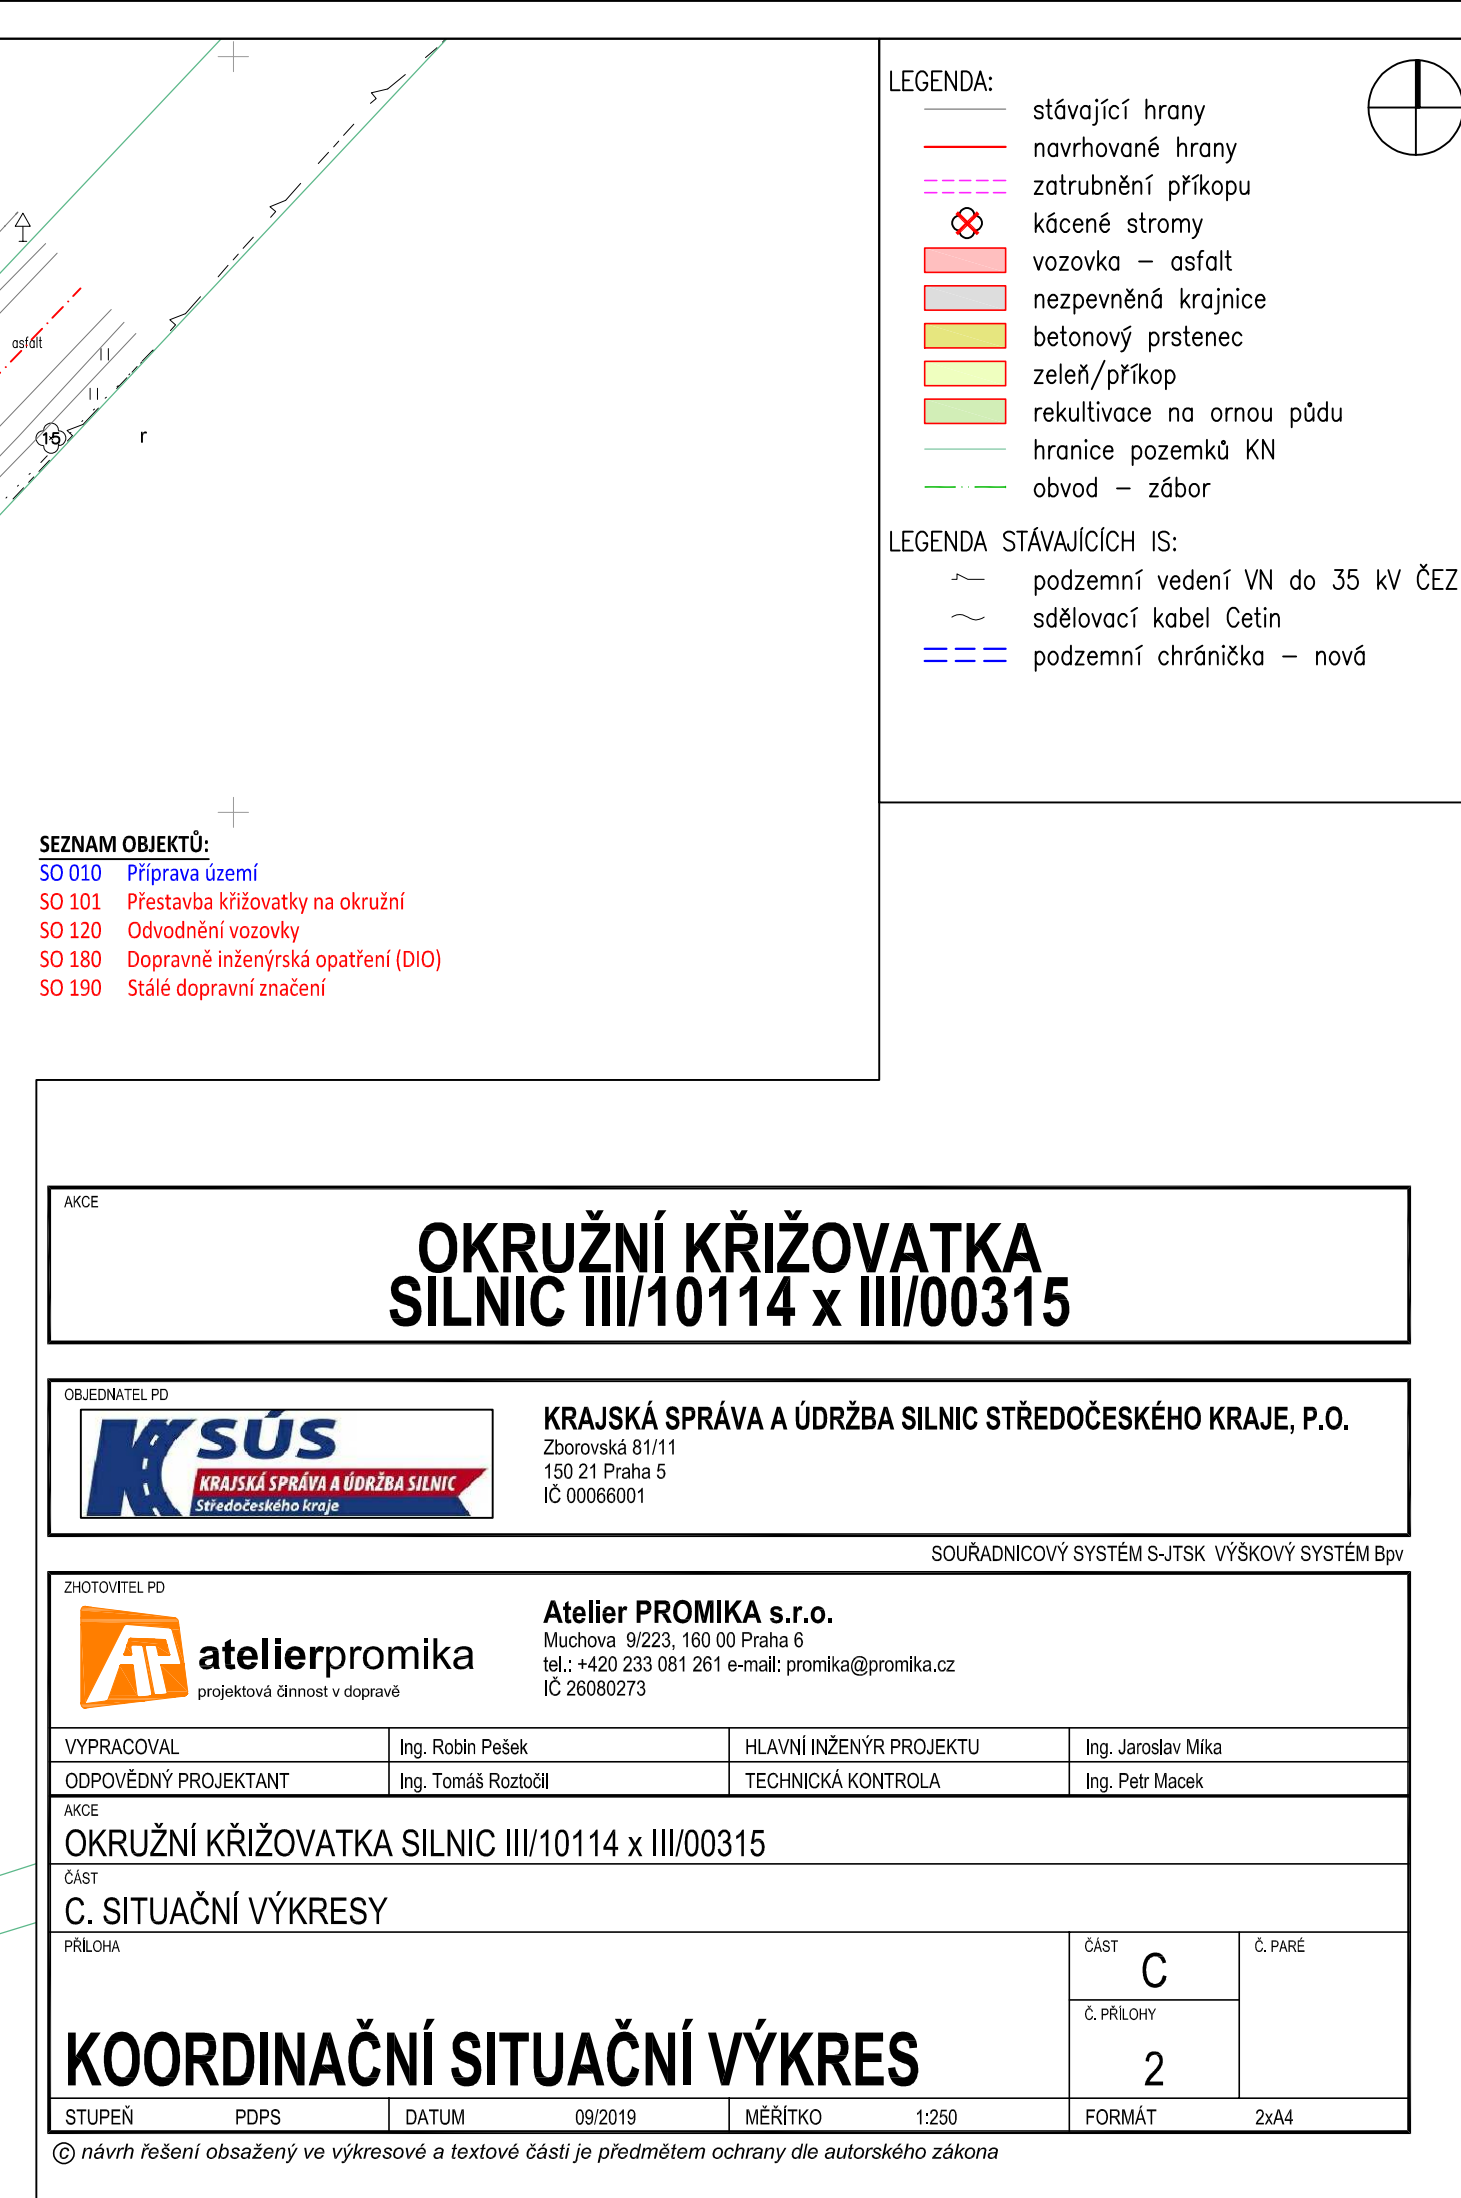 LEGENDA:
stávající hrany
navrhované hrany
zatrubnění příkopu
kácené stromy
vozovka – asfalt
nezpevněná krajnice
betonový prstenec
zeleň/příkop
rekultivace na ornou půdu
hranice pozemků KN
obvod – zábor
LEGENDA STÁVAJÍCÍCH IS:
podzemní vedení VN do 35 kV ČEZ
sdělovací kabel Cetin
podzemní chránička – nová
asfalt
15
r
SEZNAM OBJEKTŮ:
SO 010 Příprava území
SO 101 Přestavba křižovatky na okružní
SO 120 Odvodnění vozovky
SO 180 Dopravně inženýrská opatření (DIO)
SO 190 Stálé dopravní značení
AKCE
OKRUŽNÍ KŘIŽOVATKA
SILNIC III/10114 x III/00315
OBJEDNATEL PD
KSÚS
KRAJSKÁ SPRÁVA A ÚDRŽBA SILNIC
Středočeského kraje
KRAJSKÁ SPRÁVA A ÚDRŽBA SILNIC STŘEDOČESKÉHO KRAJE, P.O.
Zborovská 81/11
150 21 Praha 5
IČ 00066001
SOUŘADNICOVÝ SYSTÉM S-JTSK VÝŠKOVÝ SYSTÉM Bpv
ZHOTOVITEL PD
AP
atelierpromika
projektová činnost v dopravě
Atelier PROMIKA s.r.o.
Muchova 9/223, 160 00 Praha 6
tel.: +420 233 081 261 e-mail: promika@promika.cz
IČ 26080273
VYPRACOVAL Ing. Robin Pešek HLAVNÍ INŽENÝR PROJEKTU Ing. Jaroslav Míka
ODPOVĚDNÝ PROJEKTANT Ing. Tomáš Roztočil TECHNICKÁ KONTROLA Ing. Petr Macek
AKCE
OKRUŽNÍ KŘIŽOVATKA SILNIC III/10114 x III/00315
ČÁST
C. SITUAČNÍ VÝKRESY
PŘÍLOHA
KOORDINAČNÍ SITUAČNÍ VÝKRES
ČÁST
C
Č. PŘÍLOHY
2
Č. PARÉ
STUPEŇ PDPS DATUM 09/2019 MĚŘÍTKO 1:250 FORMÁT 2xA4
© návrh řešení obsažený ve výkresové a textové části je předmětem ochrany dle autorského zákona